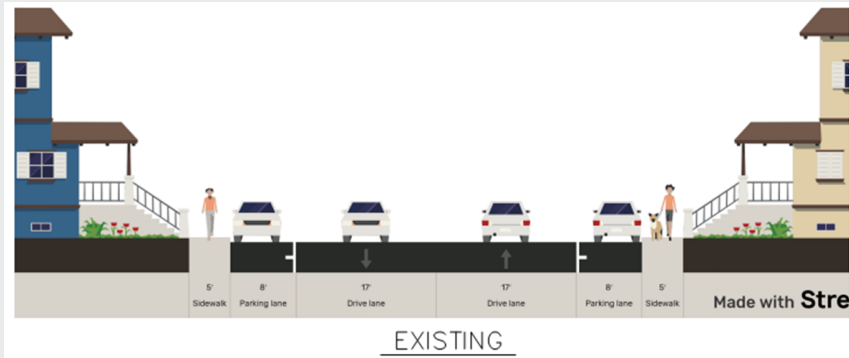 5' 8' 17' 17' 8' 5'
Sidewalk Parking lane Drive lane Drive lane Parking lane Sidewalk
Made with Stre
EXISTING